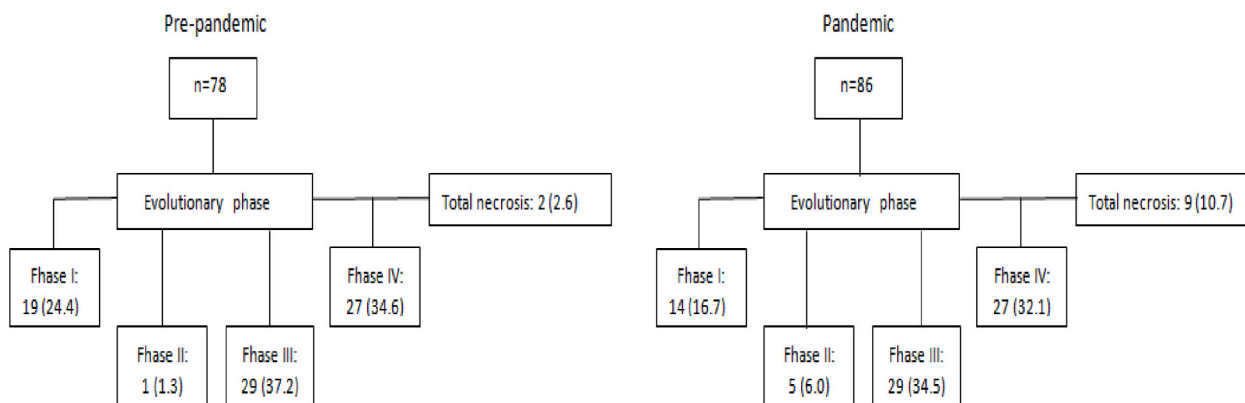 Pre-pandemic
n=78
Evolutionary phase
Total necrosis: 2 (2.6)
Fhase I:
19 (24.4)
Fhase IV:
27 (34.6)
Fhase II:
1 (1.3)
Fhase III:
29 (37.2)
Pandemic
n=86
Evolutionary phase
Total necrosis: 9 (10.7)
Fhase I:
14 (16.7)
Fhase IV:
27 (32.1)
Fhase II:
5 (6.0)
Fhase III:
29 (34.5)